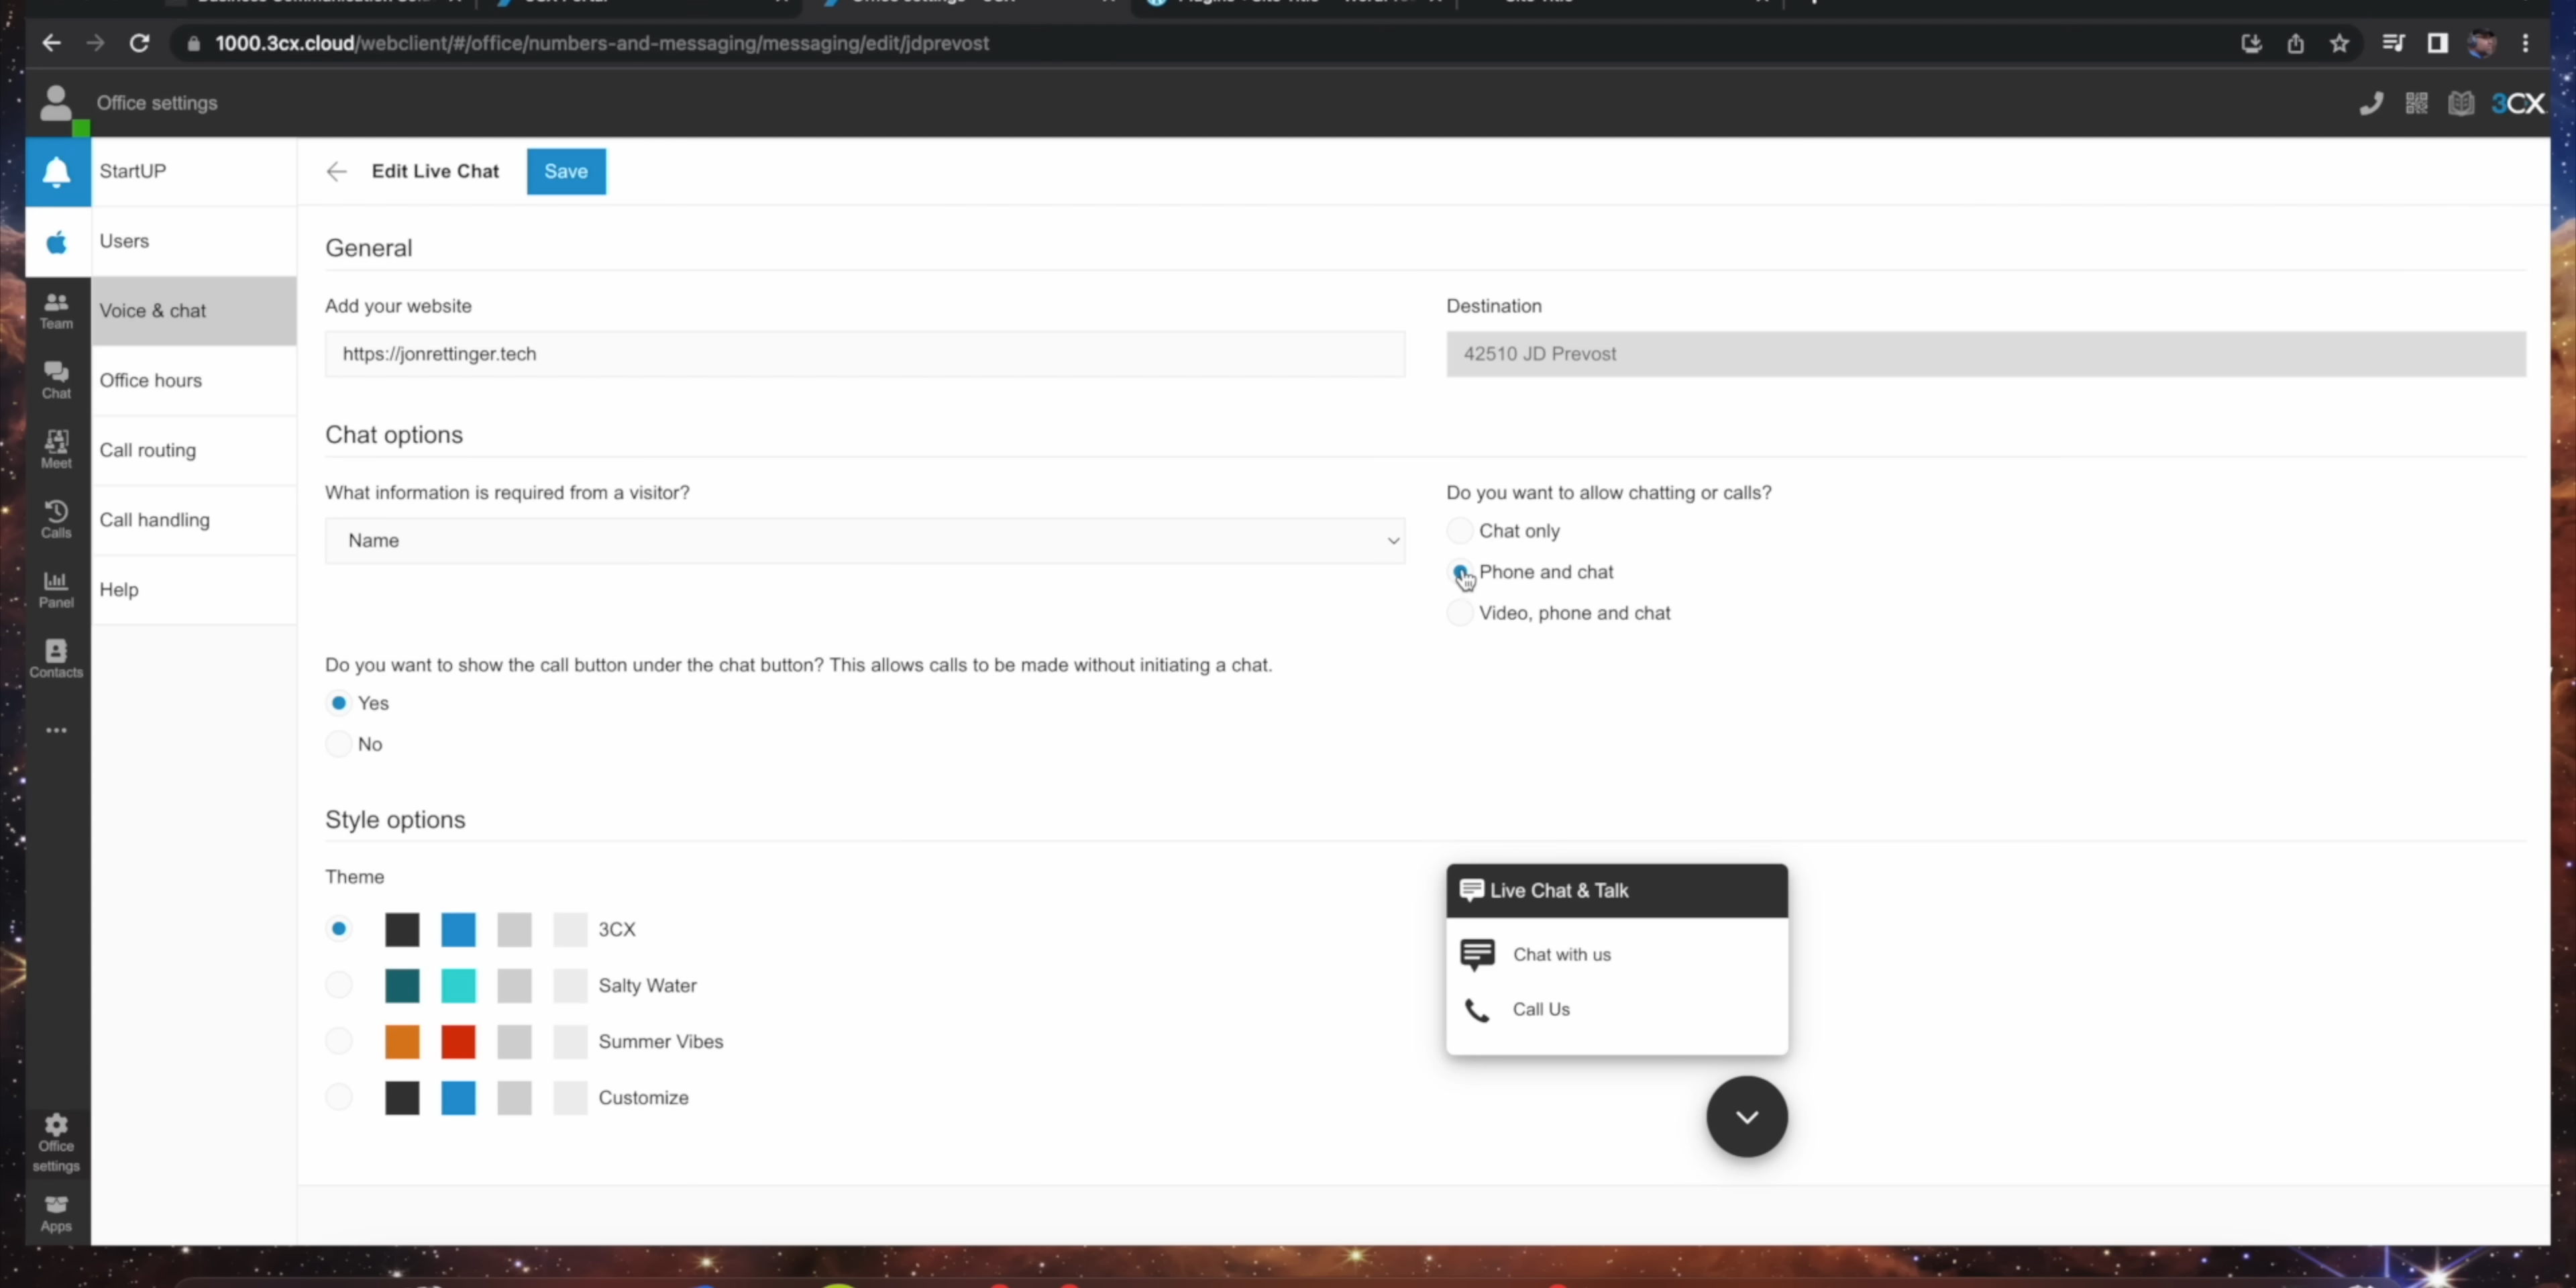 1000.3cx.cloud/webclient/#/office/numbers-and-messaging/messaging/edit/jdprevost
Office settings
3CX
StartUP
Users
Voice & chat
Office hours
Call routing
Call handling
Help
Team
Chat
Meet
Calls
Panel
Contacts
Office
settings
Apps
Edit Live Chat
Save
General
Add your website
https://jonrettinger.tech
Destination
42510 JD Prevost
Chat options
What information is required from a visitor?
Name
Do you want to allow chatting or calls?
Chat only
Phone and chat
Video, phone and chat
Do you want to show the call button under the chat button? This allows calls to be made without initiating a chat.
Yes
No
Style options
Theme
3CX
Salty Water
Summer Vibes
Customize
Live Chat & Talk
Chat with us
Call Us